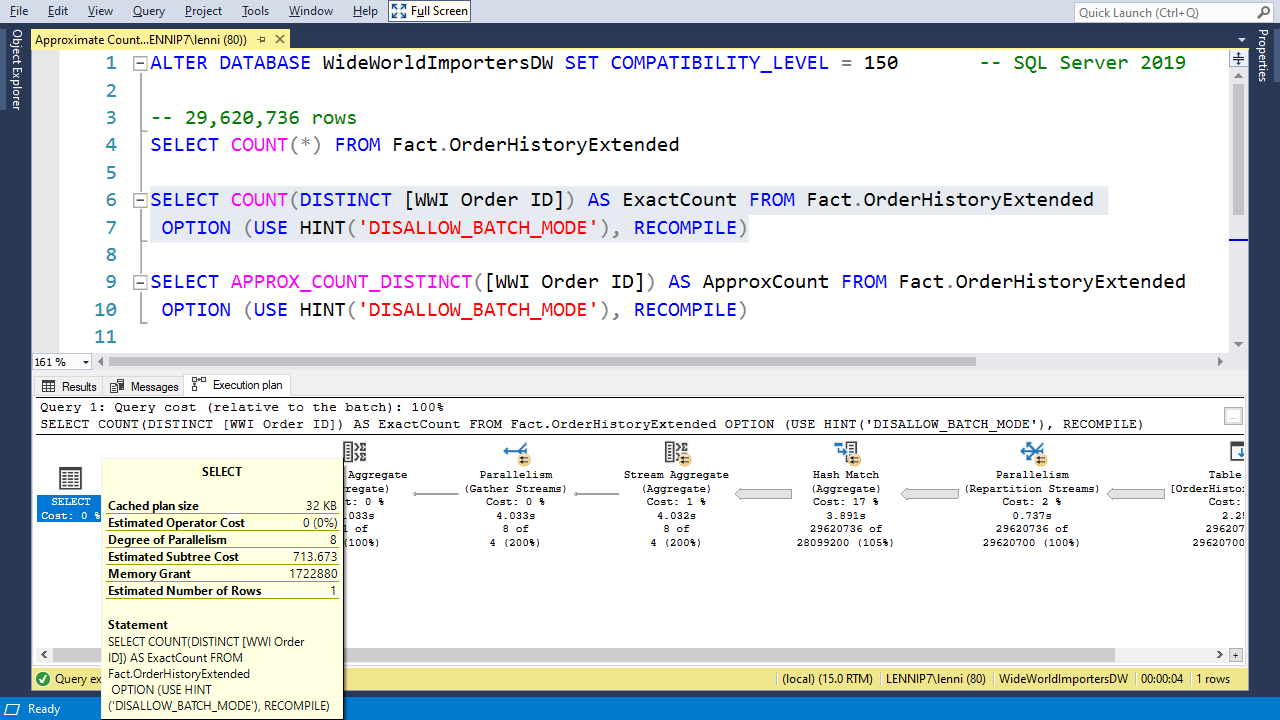 File Edit View Query Project Tools Window Help Full Screen
Quick Launch (Ctrl+Q)
Object Explorer
Properties
Approximate Count...ENNIP7\lenni (80))
1 ALTER DATABASE WideWorldImportersDW SET COMPATIBILITY_LEVEL = 150 -- SQL Server 2019
2
3 -- 29,620,736 rows
4 SELECT COUNT(*) FROM Fact.OrderHistoryExtended
5
6 SELECT COUNT(DISTINCT [WWI Order ID]) AS ExactCount FROM Fact.OrderHistoryExtended
7 OPTION (USE HINT('DISALLOW_BATCH_MODE'), RECOMPILE)
8
9 SELECT APPROX_COUNT_DISTINCT([WWI Order ID]) AS ApproxCount FROM Fact.OrderHistoryExtended
10 OPTION (USE HINT('DISALLOW_BATCH_MODE'), RECOMPILE)
11
161 %
Results Messages Execution plan
Query 1: Query cost (relative to the batch): 100%
SELECT COUNT(DISTINCT [WWI Order ID]) AS ExactCount FROM Fact.OrderHistoryExtended OPTION (USE HINT('DISALLOW_BATCH_MODE'), RECOMPILE)
SELECT
Cost: 0 %
SELECT
Cached plan size 32 KB
Estimated Operator Cost 0 (0%)
Degree of Parallelism 8
Estimated Subtree Cost 713.673
Memory Grant 1722880
Estimated Number of Rows 1
Statement
SELECT COUNT(DISTINCT [WWI Order
ID]) AS ExactCount FROM
Fact.OrderHistoryExtended
OPTION (USE HINT
('DISALLOW_BATCH_MODE'), RECOMPILE)
Aggregate
regate)
t: 0 %
.033s
1 of
(100%)
Parallelism
(Gather Streams)
Cost: 0 %
4.033s
8 of
4 (200%)
Stream Aggregate
(Aggregate)
Cost: 1 %
4.032s
8 of
4 (200%)
Hash Match
(Aggregate)
Cost: 17 %
3.891s
29620736 of
28099200 (105%)
Parallelism
(Repartition Streams)
Cost: 2 %
0.737s
29620736 of
29620700 (100%)
Table
[OrderHistor
Cost:
2.25
29620
29620700
Query ex
(local) (15.0 RTM) LENNIP7\lenni (80) WideWorldImportersDW 00:00:04 1 rows
Ready